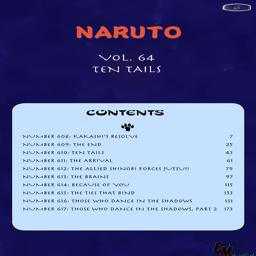 NARUTO
VOL. 64
TEN TAILS
CONTENTS
NUMBER 608: KAKASHI'S RESOLVE 7
NUMBER 609: THE END 25
NUMBER 610: TEN TAILS 43
NUMBER 611: THE ARRIVAL 61
NUMBER 612: THE ALLIED SHINOBI FORCES JUTSU!! 79
NUMBER 613: THE BRAINS 97
NUMBER 614: BECAUSE OF YOU 115
NUMBER 615: THE TIES THAT BIND 133
NUMBER 616: THOSE WHO DANCE IN THE SHADOWS 151
NUMBER 617: THOSE WHO DANCE IN THE SHADOWS, PART 2 173